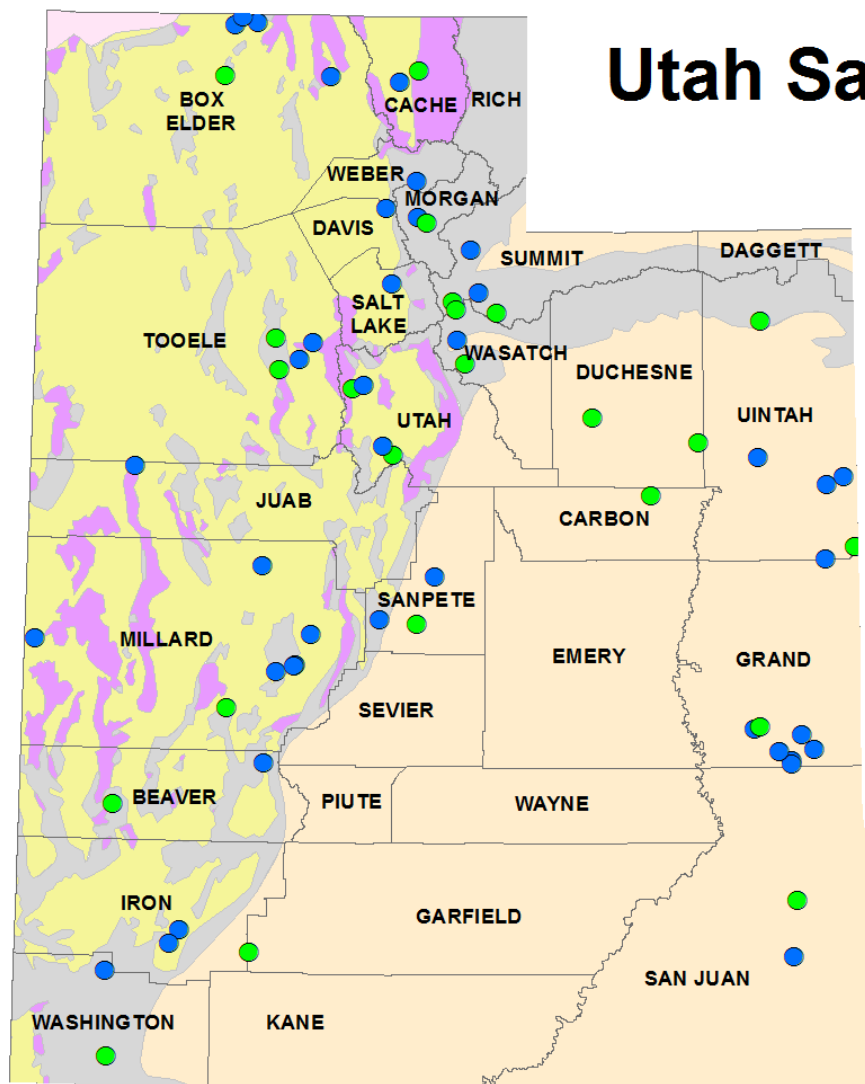 Utah Sa
BOX
ELDER
CACHE
RICH
WEBER
MORGAN
DAVIS
SUMMIT
DAGGETT
SALT
LAKE
TOOELE
WASATCH
DUCHESNE
UINTAH
UTAH
JUAB
CARBON
SANPETE
MILLARD
EMERY
GRAND
SEVIER
BEAVER
PIUTE
WAYNE
IRON
GARFIELD
SAN JUAN
WASHINGTON
KANE